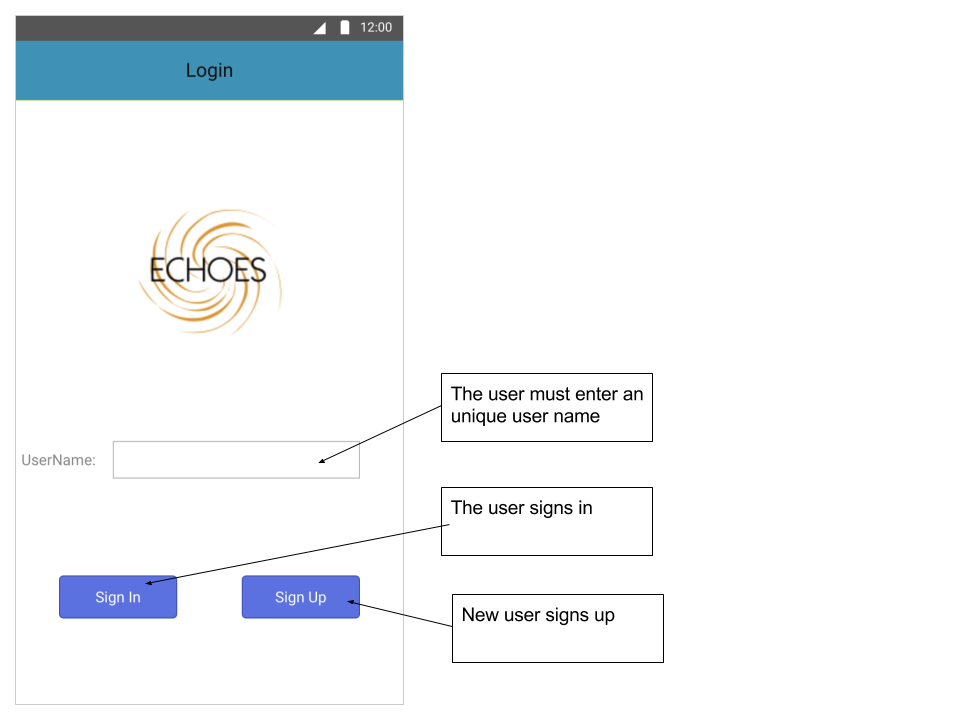 12:00
Login
ECHOES
The user must enter an
unique user name
UserName:
The user signs in
Sign In
Sign Up
New user signs up